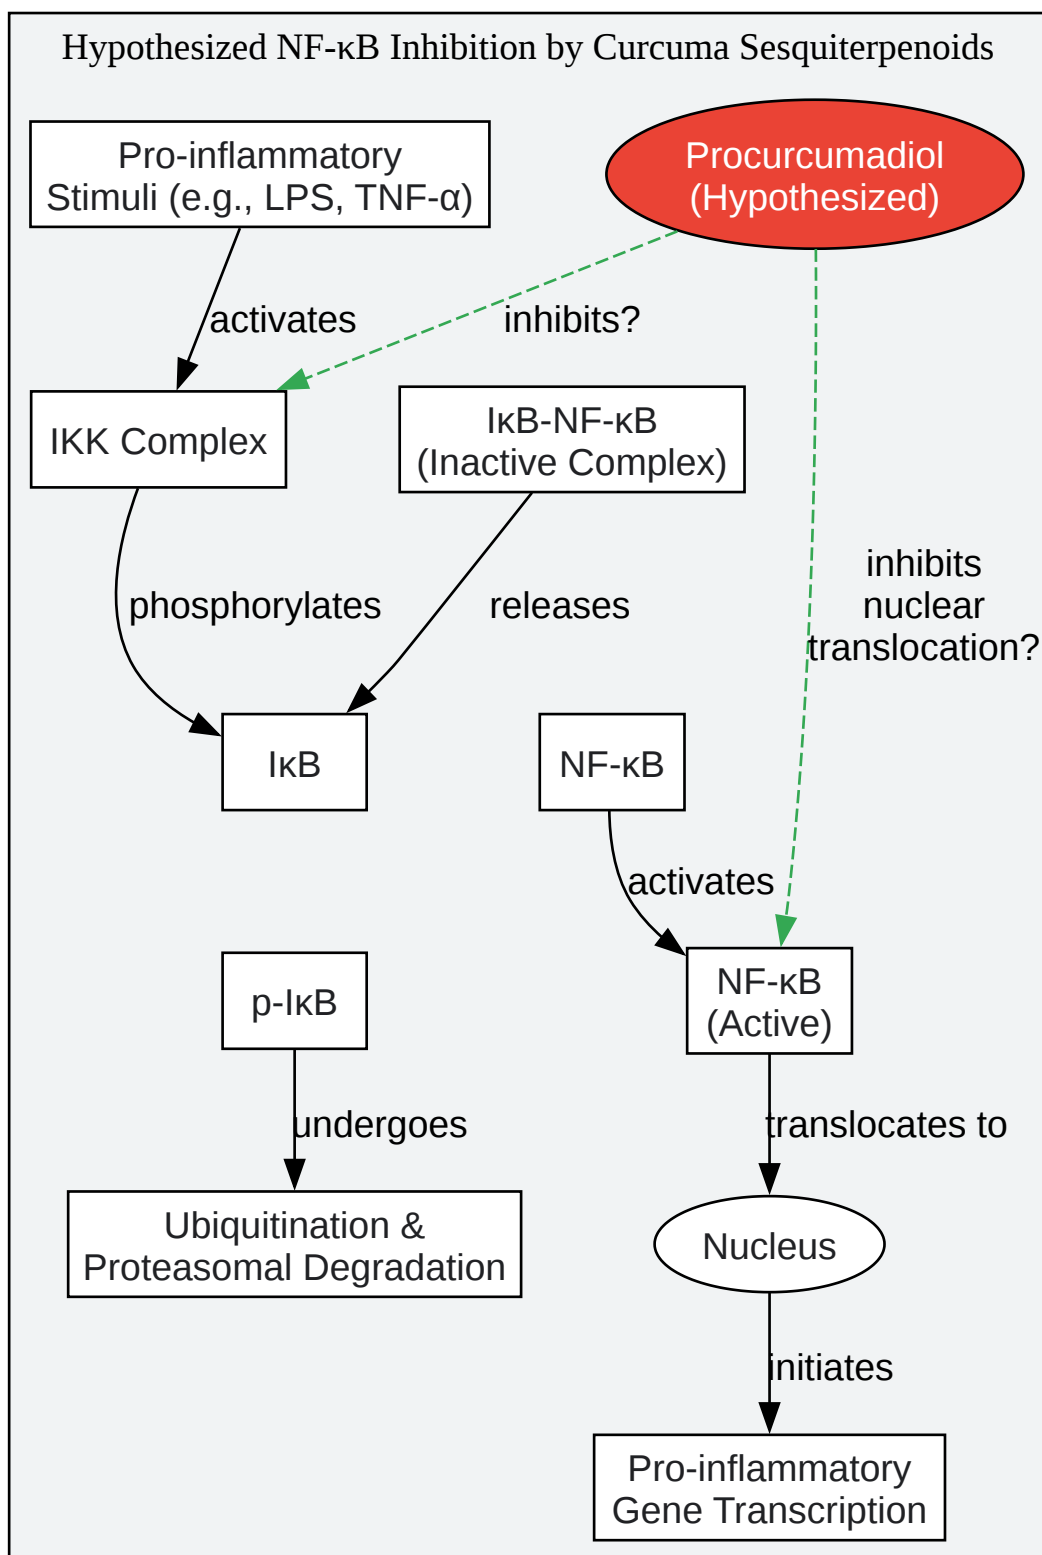 Hypothesized NF-κB Inhibition by Curcuma Sesquiterpenoids
Pro-inflammatory
Stimuli (e.g., LPS, TNF-α)
Procurcumadiol
(Hypothesized)
activates
inhibits?
IKK Complex
IκB-NF-κB
(Inactive Complex)
phosphorylates
releases
inhibits
nuclear
translocation?
IκB
NF-κB
activates
p-IκB
NF-κB
(Active)
undergoes
translocates to
Ubiquitination &
Proteasomal Degradation
Nucleus
initiates
Pro-inflammatory
Gene Transcription